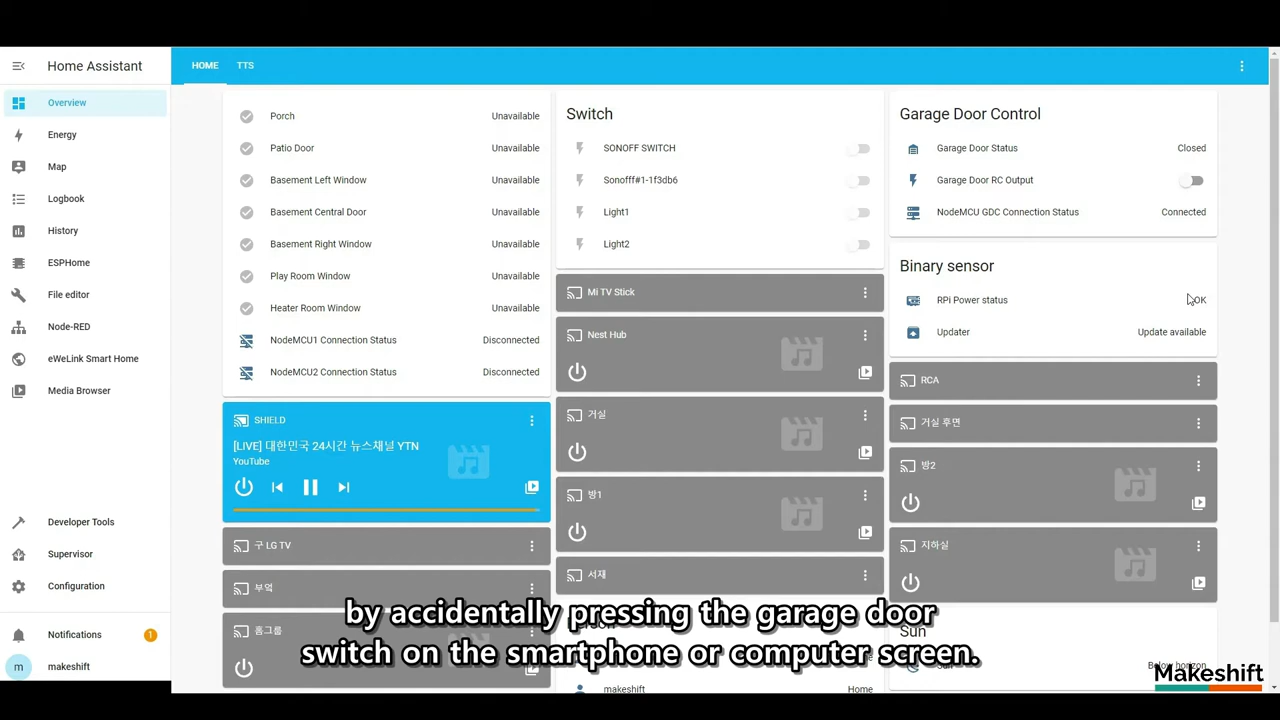 Home Assistant
Overview
Energy
Map
Logbook
History
ESPHome
File editor
Node-RED
eWeLink Smart Home
Media Browser
Developer Tools
Supervisor
Configuration
Notifications 1
m makeshift
HOME TTS
Porch Unavailable
Patio Door Unavailable
Basement Left Window Unavailable
Basement Central Door Unavailable
Basement Right Window Unavailable
Play Room Window Unavailable
Heater Room Window Unavailable
NodeMCU1 Connection Status Disconnected
NodeMCU2 Connection Status Disconnected
SHIELD
[LIVE] 대한민국 24시간 뉴스채널 YTN
YouTube
구 LG TV
부엌
홈그룹
Switch
SONOFF SWITCH
Sonofff#1-1f3db6
Light1
Light2
Mi TV Stick
Nest Hub
거실
방1
서재
makeshift Home
Garage Door Control
Garage Door Status Closed
Garage Door RC Output
NodeMCU GDC Connection Status Connected
Binary sensor
RPi Power status OK
Updater Update available
RCA
거실 후면
방2
지하실
Sun
by accidentally pressing the garage door
switch on the smartphone or computer screen.
Makeshift